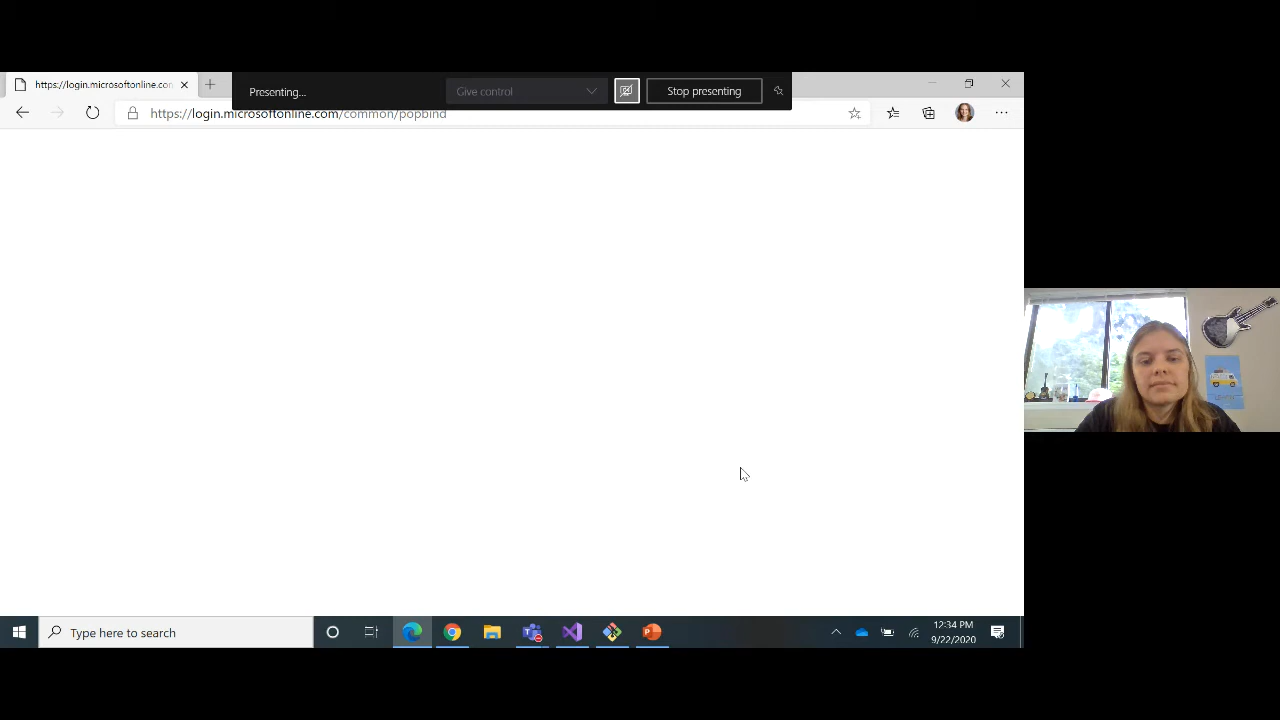 https://login.microsoftonline.con
Presenting...
Give control
Stop presenting
https://login.microsoftonline.com/common/popbind
Type here to search
12:34 PM
9/22/2020